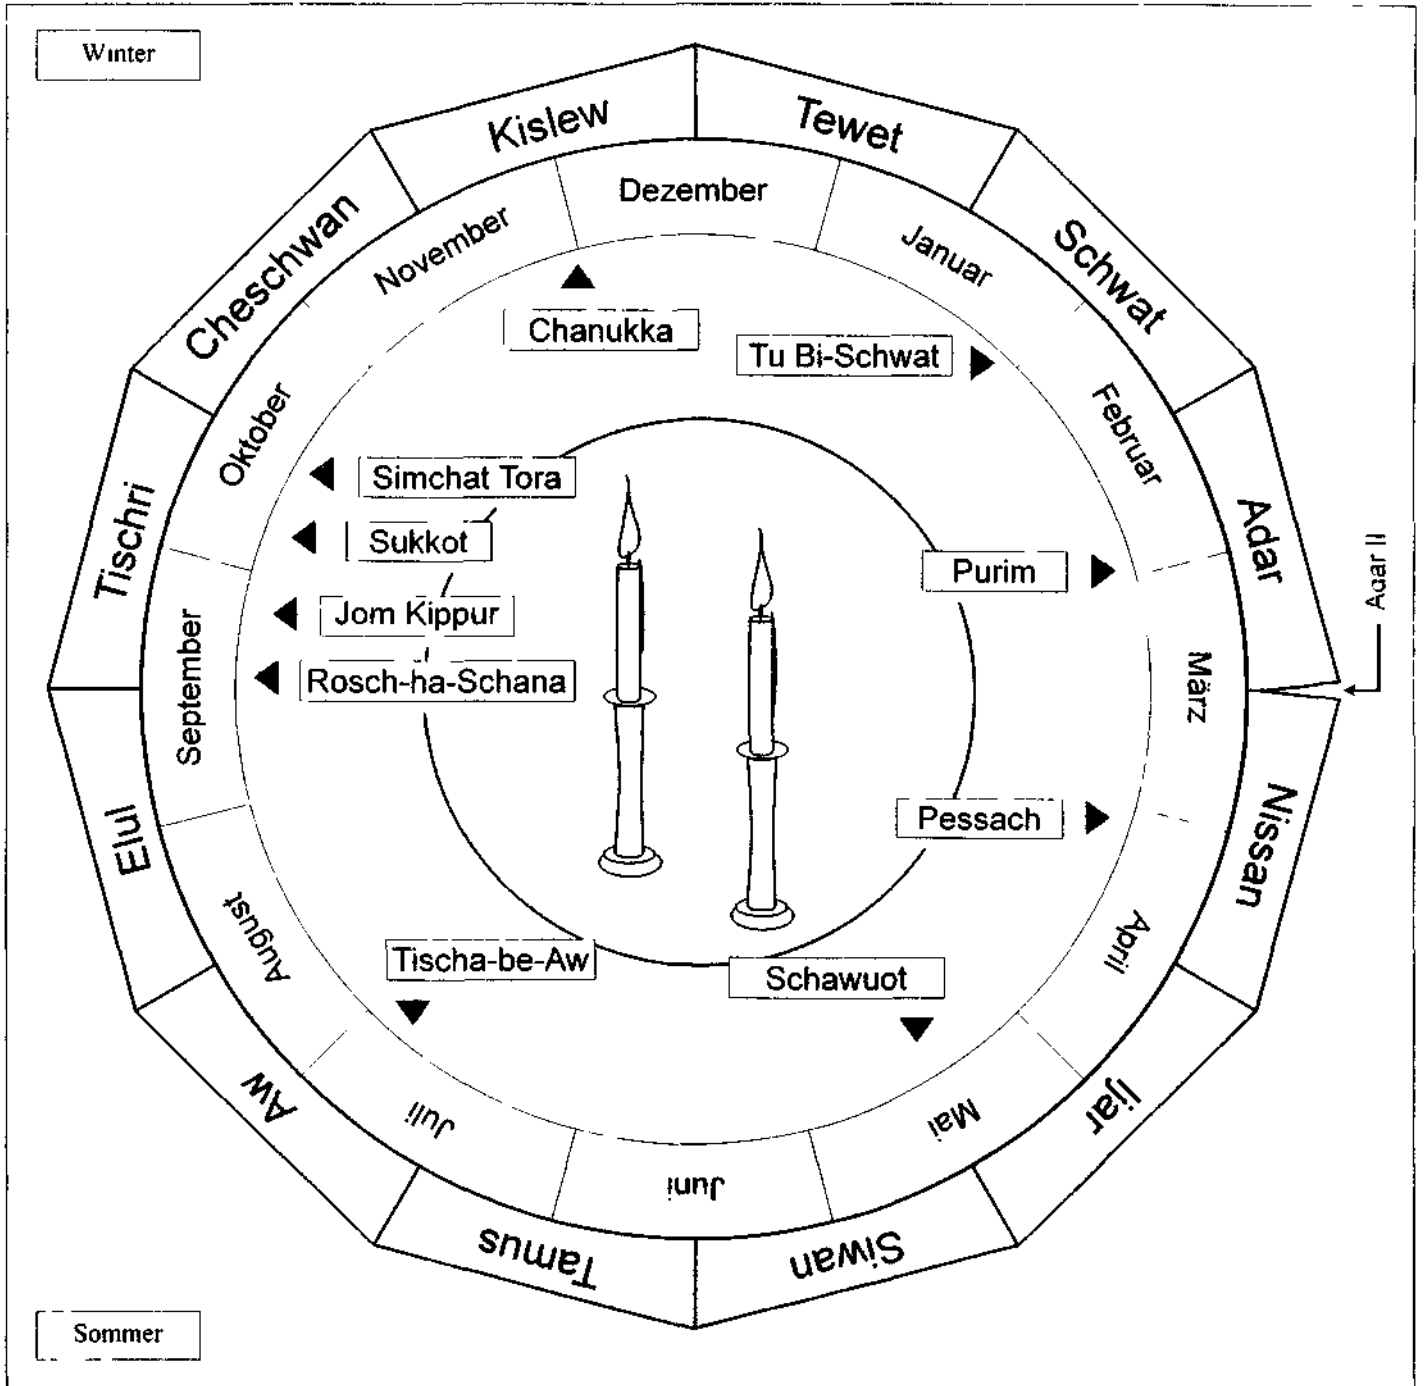 Winter
Kislew
Tewet
Schwat
Adar
Adar II
Nissan
Ijar
Siwan
Tamus
Aw
Elul
Tischri
Cheschwan
Dezember
Januar
Februar
März
April
Mai
Juni
Juli
August
September
Oktober
November
Chanukka
Tu Bi-Schwat
Simchat Tora
Sukkot
Purim
Jom Kippur
Rosch-ha-Schana
Pessach
Tischa-be-Aw
Schawuot
Sommer